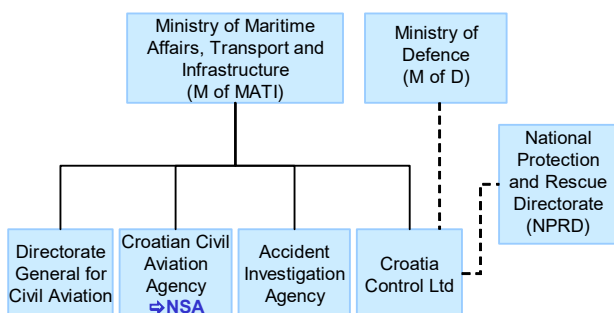 Ministry of Maritime
Affairs, Transport and
Infrastructure
(M of MATI)
Ministry of
Defence
(M of D)
National
Protection
and Rescue
Directorate
(NPRD)
Directorate
General for
Civil Aviation
Croatian Civil
Aviation
Agency
⇨NSA
Accident
Investigation
Agency
Croatia
Control Ltd